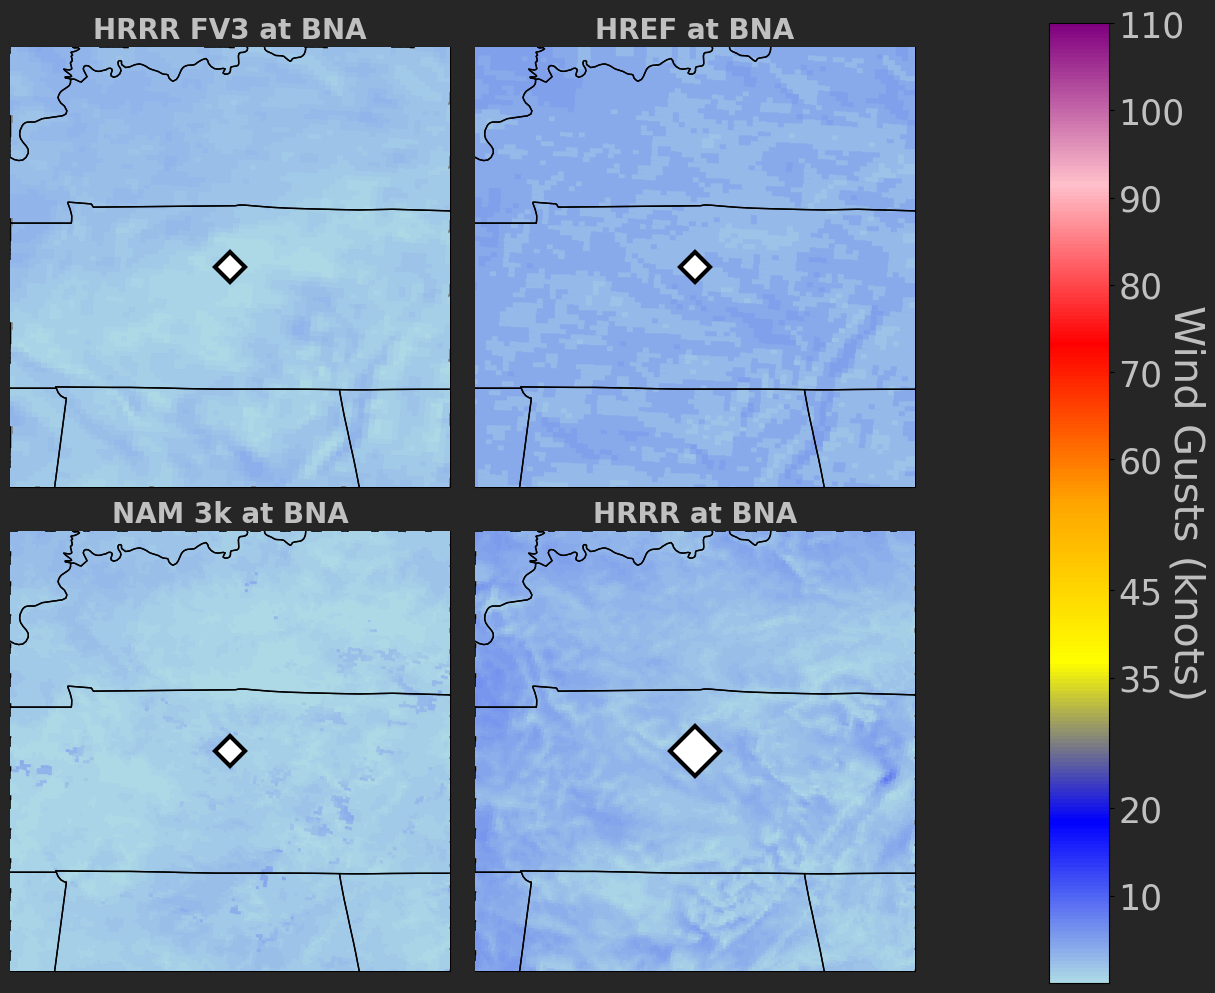 HRRR FV3 at BNA
HREF at BNA
NAM 3k at BNA
HRRR at BNA
110
100
90
80
70
60
45
35
20
10
Wind Gusts (knots)